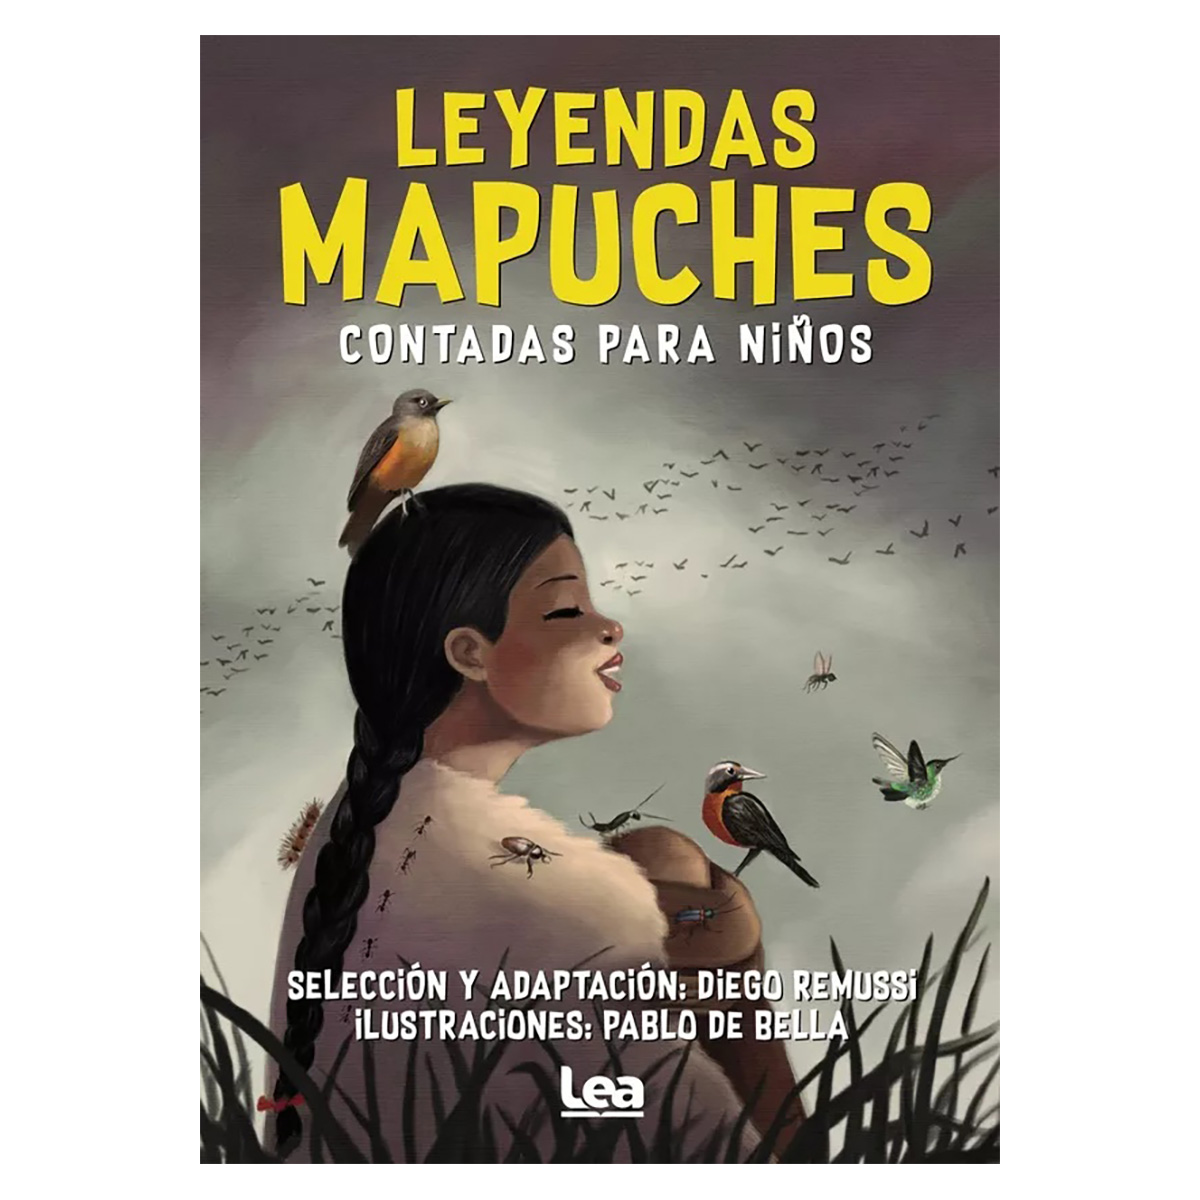 LEYENDAS
MAPUCHES
CONTADAS PARA NIÑOS
SELECCIÓN Y ADAPTACIÓN: DIEGO REMUSSI
ILUSTRACIONES: PABLO DE BELLA
Lea